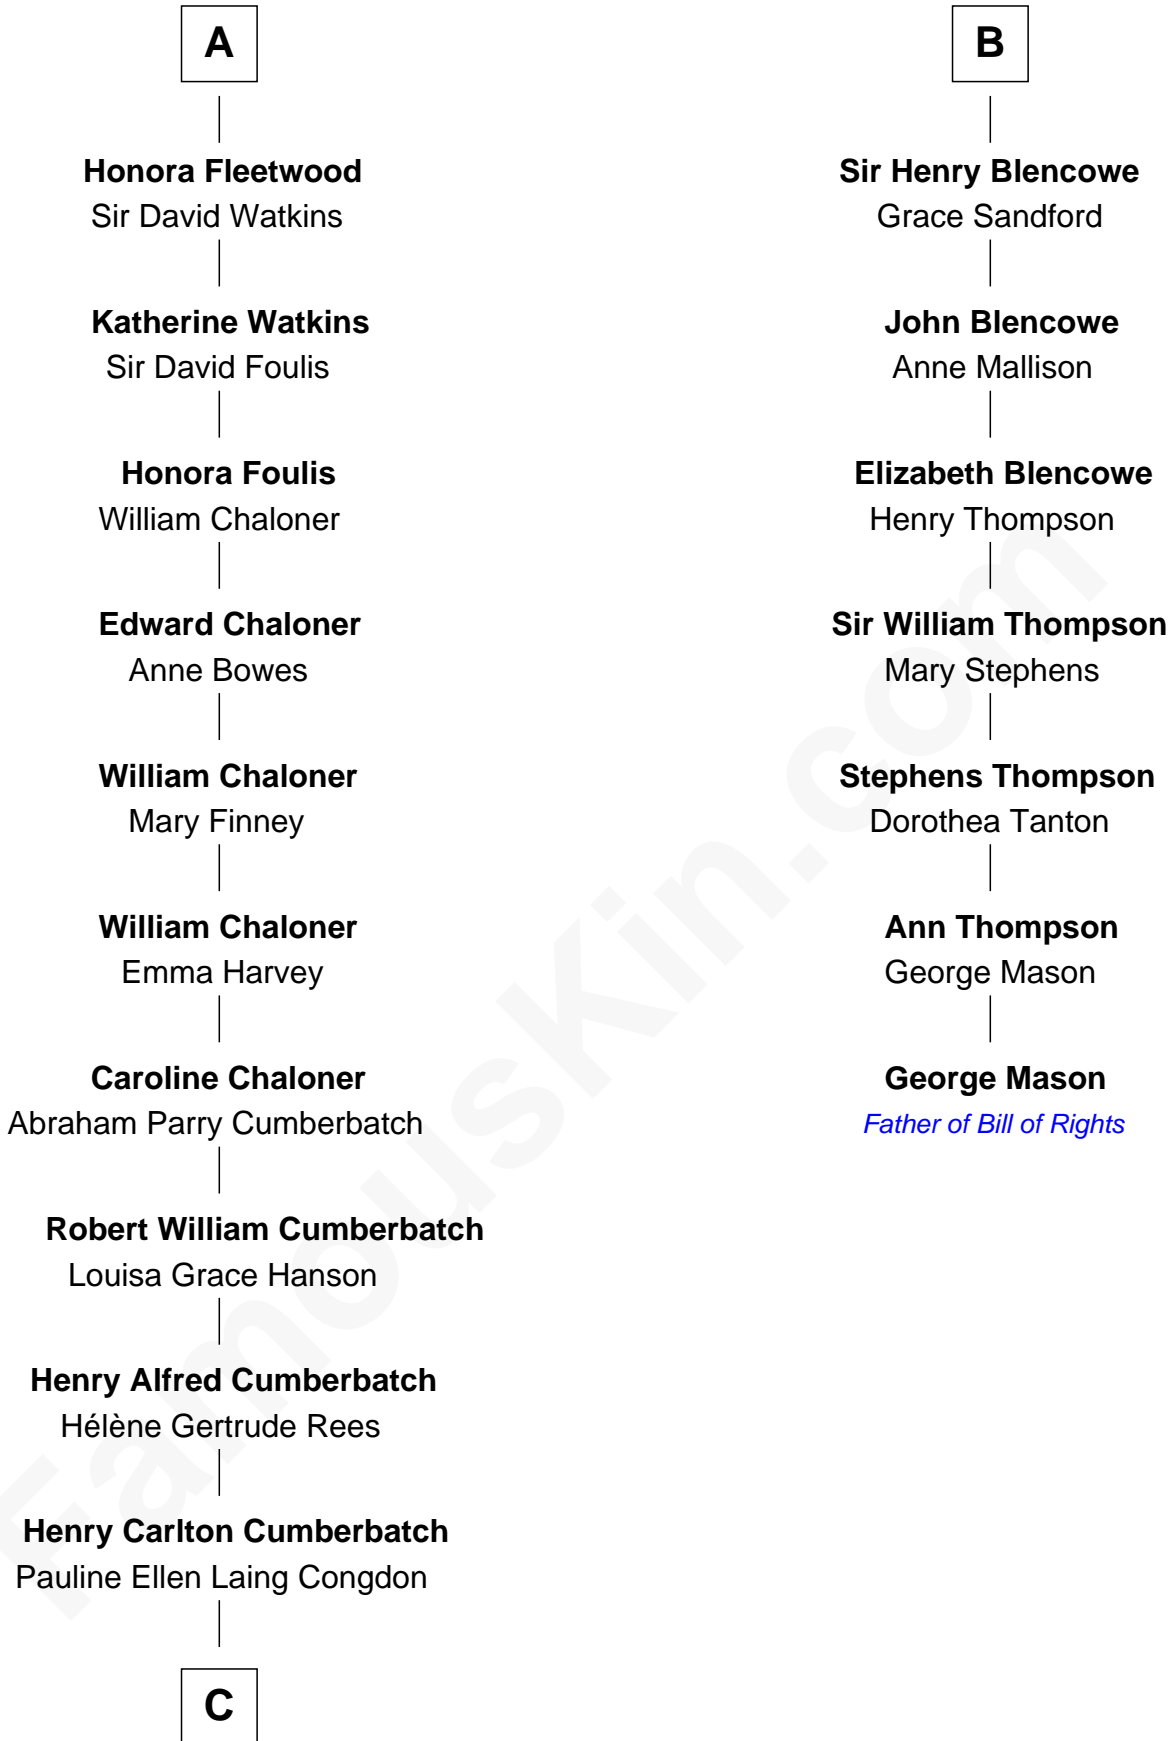 A
Honora Fleetwood
Sir David Watkins
Katherine Watkins
Sir David Foulis
Honora Foulis
William Chaloner
Edward Chaloner
Anne Bowes
William Chaloner
Mary Finney
William Chaloner
Emma Harvey
Caroline Chaloner
Abraham Parry Cumberbatch
Robert William Cumberbatch
Louisa Grace Hanson
Henry Alfred Cumberbatch
Hélène Gertrude Rees
Henry Carlton Cumberbatch
Pauline Ellen Laing Congdon
C
B
Sir Henry Blencowe
Grace Sandford
John Blencowe
Anne Mallison
Elizabeth Blencowe
Henry Thompson
Sir William Thompson
Mary Stephens
Stephens Thompson
Dorothea Tanton
Ann Thompson
George Mason
George Mason
Father of Bill of Rights
FamousKin.com